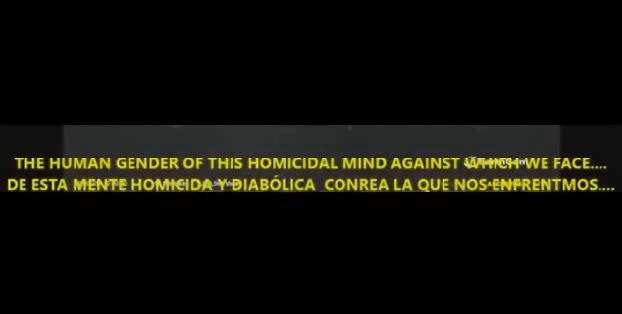 THE HUMAN GENDER OF THIS HOMICIDAL MIND AGAINST WHICH WE FACE....
DE ESTA MENTE HOMICIDA Y DIABÓLICA CONREA LA QUE NOS ENFRENTMOS....